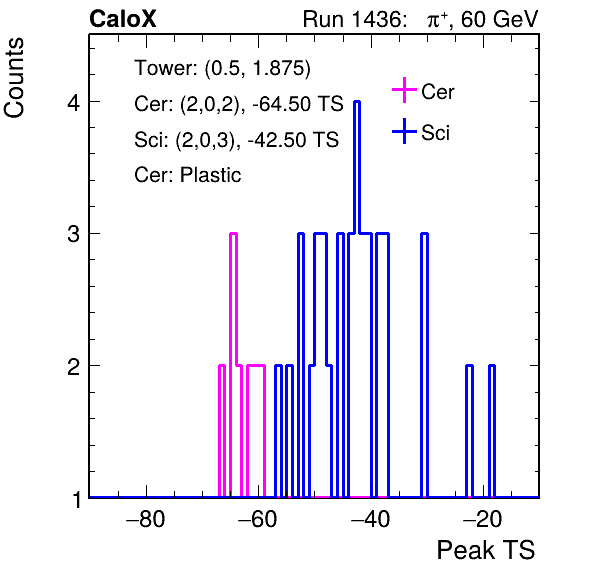 CaloX Run 1436: π⁺, 60 GeV
Counts
Tower: (0.5, 1.875)
Cer: (2,0,2), -64.50 TS
Sci: (2,0,3), -42.50 TS
Cer: Plastic
Cer
Sci
4
3
2
1
−80 −60 −40 −20
Peak TS